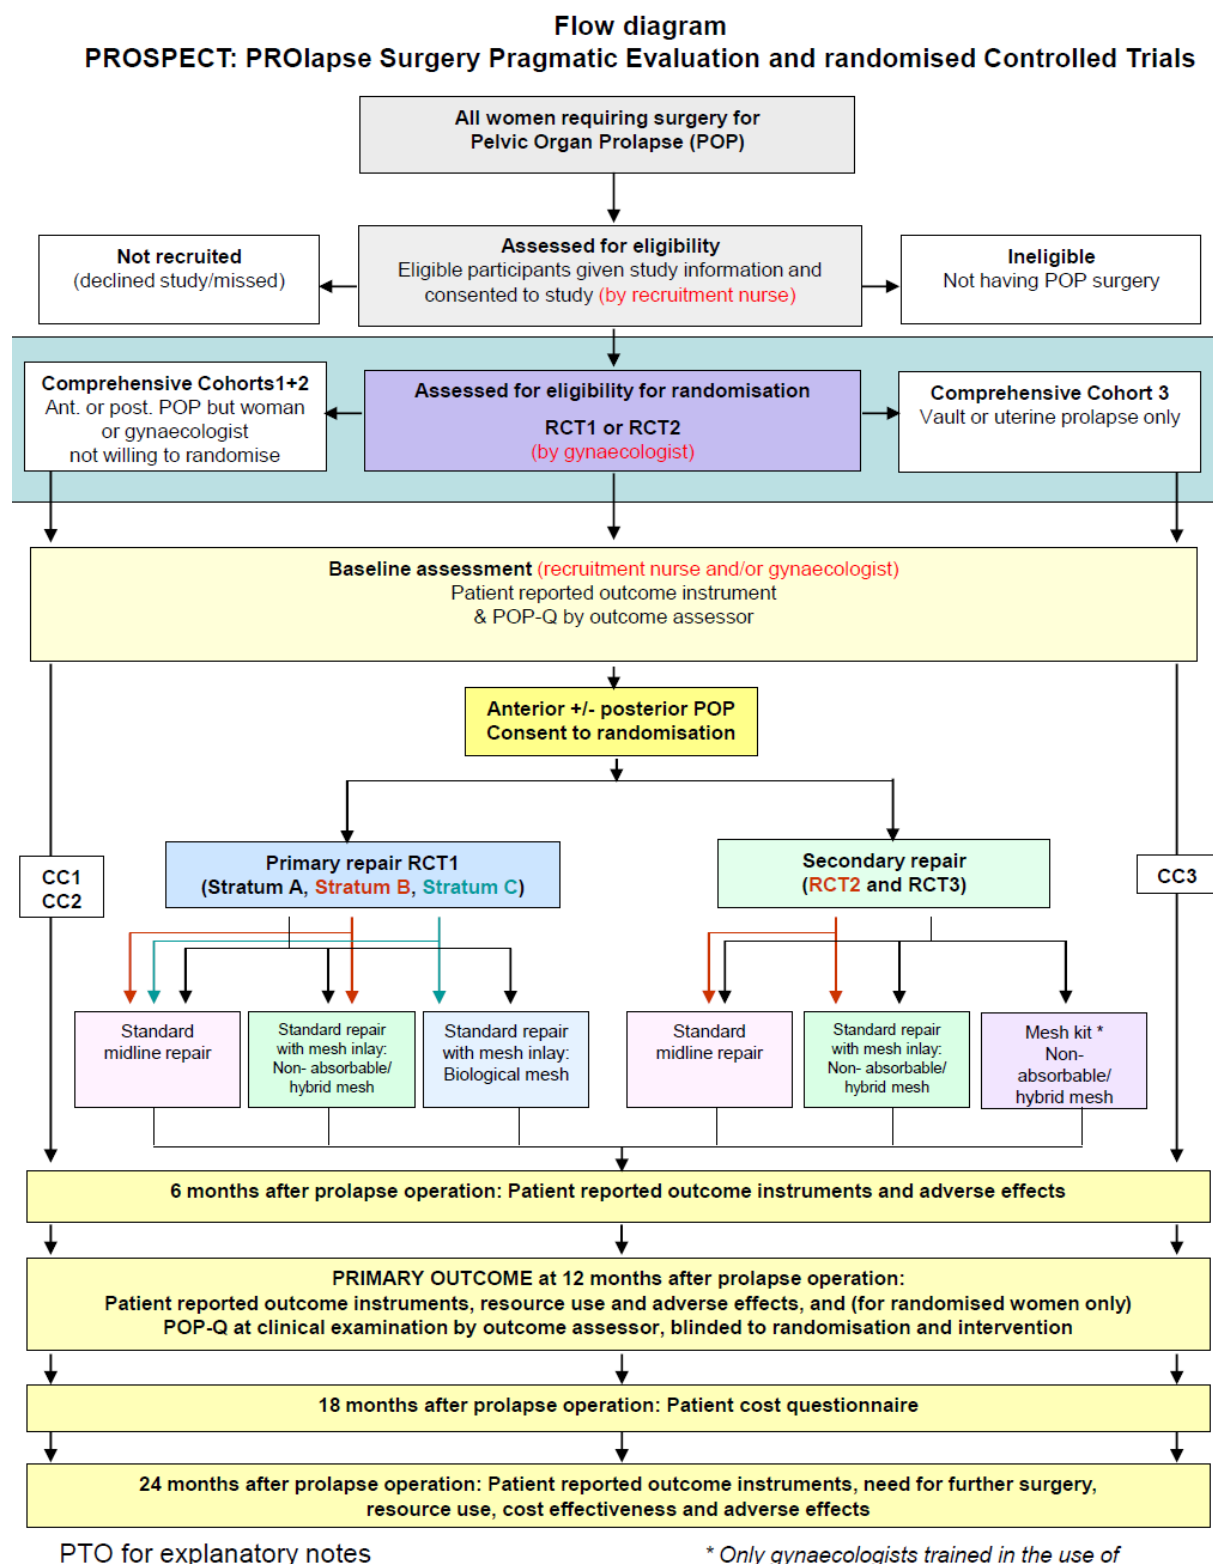 Flow diagram
PROSPECT: PROlapse Surgery Pragmatic Evaluation and randomised Controlled Trials
All women requiring surgery for
Pelvic Organ Prolapse (POP)
Not recruited
(declined study/missed)
Assessed for eligibility
Eligible participants given study information and
consented to study (by recruitment nurse)
Ineligible
Not having POP surgery
Comprehensive Cohorts1+2
Ant. or post. POP but woman
or gynaecologist
not willing to randomise
Assessed for eligibility for randomisation
RCT1 or RCT2
(by gynaecologist)
Comprehensive Cohort 3
Vault or uterine prolapse only
Baseline assessment (recruitment nurse and/or gynaecologist)
Patient reported outcome instrument
& POP-Q by outcome assessor
Anterior +/- posterior POP
Consent to randomisation
CC1
CC2
Primary repair RCT1
(Stratum A, Stratum B, Stratum C)
Secondary repair
(RCT2 and RCT3)
CC3
Standard
midline repair
Standard repair
with mesh inlay:
Non- absorbable/
hybrid mesh
Standard repair
with mesh inlay:
Biological mesh
Standard
midline repair
Standard repair
with mesh inlay:
Non- absorbable/
hybrid mesh
Mesh kit *
Non-
absorbable/
hybrid mesh
6 months after prolapse operation: Patient reported outcome instruments and adverse effects
PRIMARY OUTCOME at 12 months after prolapse operation:
Patient reported outcome instruments, resource use and adverse effects, and (for randomised women only)
POP-Q at clinical examination by outcome assessor, blinded to randomisation and intervention
18 months after prolapse operation: Patient cost questionnaire
24 months after prolapse operation: Patient reported outcome instruments, need for further surgery,
resource use, cost effectiveness and adverse effects
PTO for explanatory notes
* Only gynaecologists trained in the use of